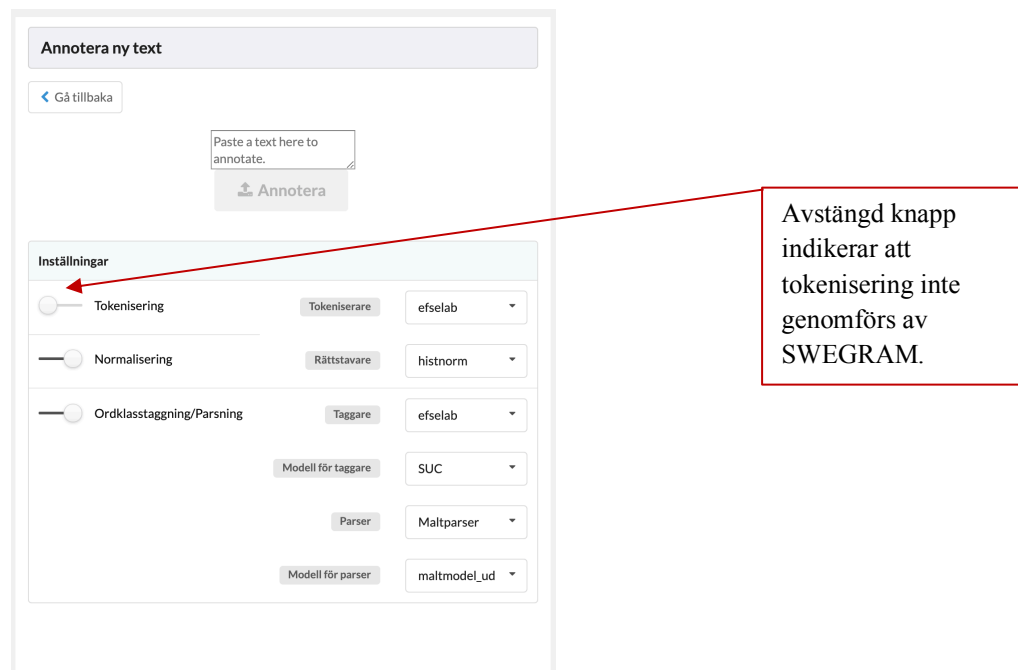 Annotera ny text
Gå tillbaka
Paste a text here to
annotate.
Annotera
Avstängd knapp
indikerar att
tokenisering inte
genomförs av
SWEGRAM.
Inställningar
Tokenisering Tokeniserare efselab
Normalisering Rättstavare histnorm
Ordklasstaggning/Parsning Taggare efselab
Modell för taggare SUC
Parser Maltparser
Modell för parser maltmodel_ud